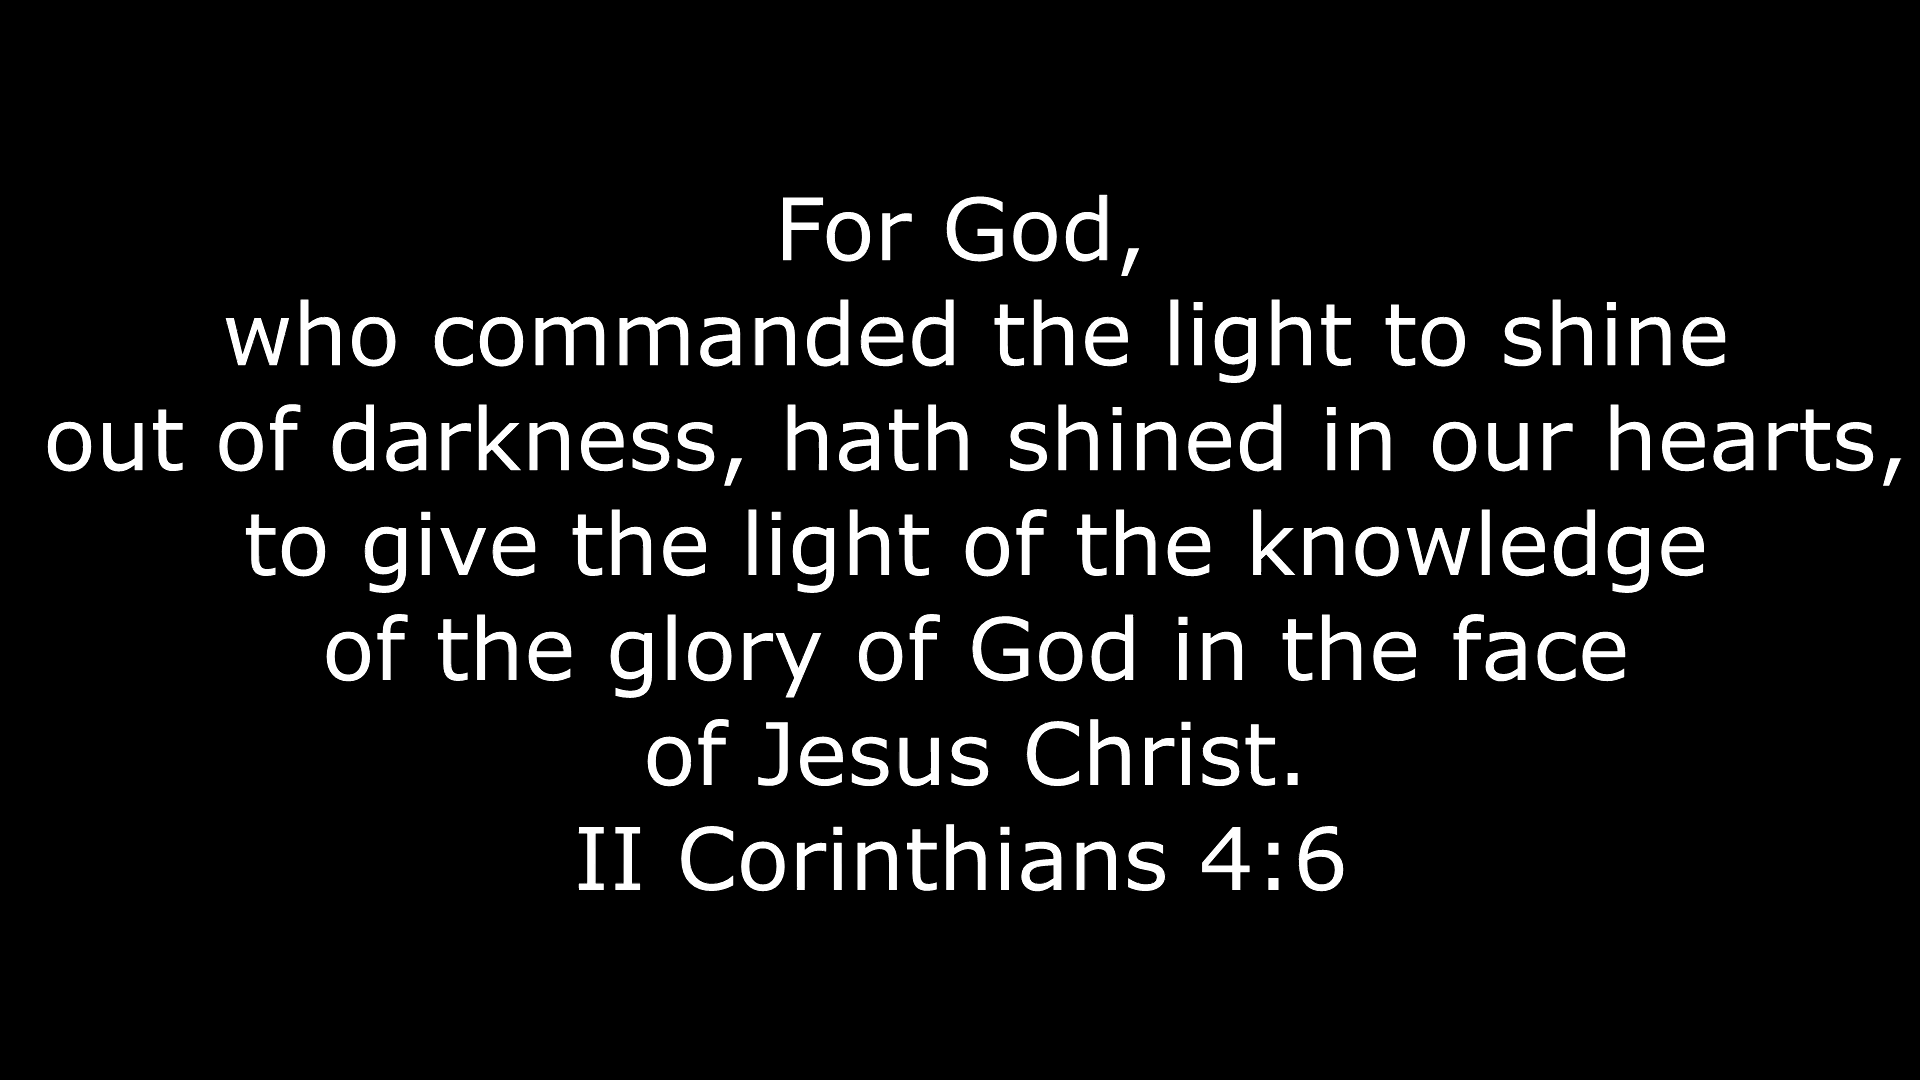 For God,
who commanded the light to shine
out of darkness, hath shined in our hearts,
to give the light of the knowledge
of the glory of God in the face
of Jesus Christ.
II Corinthians 4:6